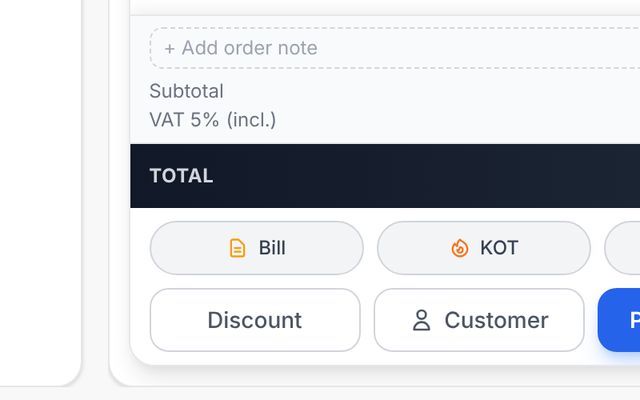 + Add order note
Subtotal
VAT 5% (incl.)
TOTAL
Bill KOT
Discount Customer